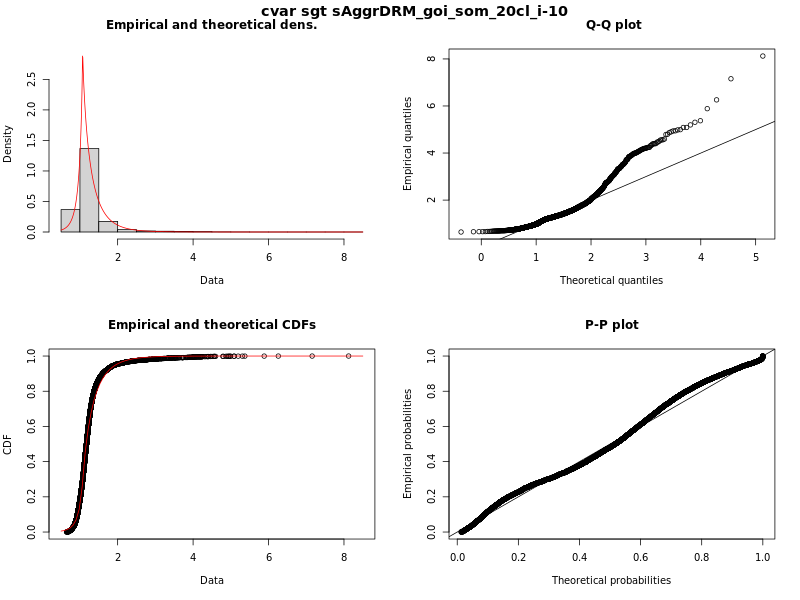 cvar sgt sAggrDRM_goi_som_20cl_i-10
Empirical and theoretical dens.
Density
0.0 0.5 1.0 1.5 2.0 2.5
2 4 6 8
Data
Q-Q plot
Empirical quantiles
2 4 6 8
0 1 2 3 4 5
Theoretical quantiles
Empirical and theoretical CDFs
CDF
0.0 0.2 0.4 0.6 0.8 1.0
2 4 6 8
Data
P-P plot
Empirical probabilities
0.0 0.2 0.4 0.6 0.8 1.0
0.0 0.2 0.4 0.6 0.8 1.0
Theoretical probabilities